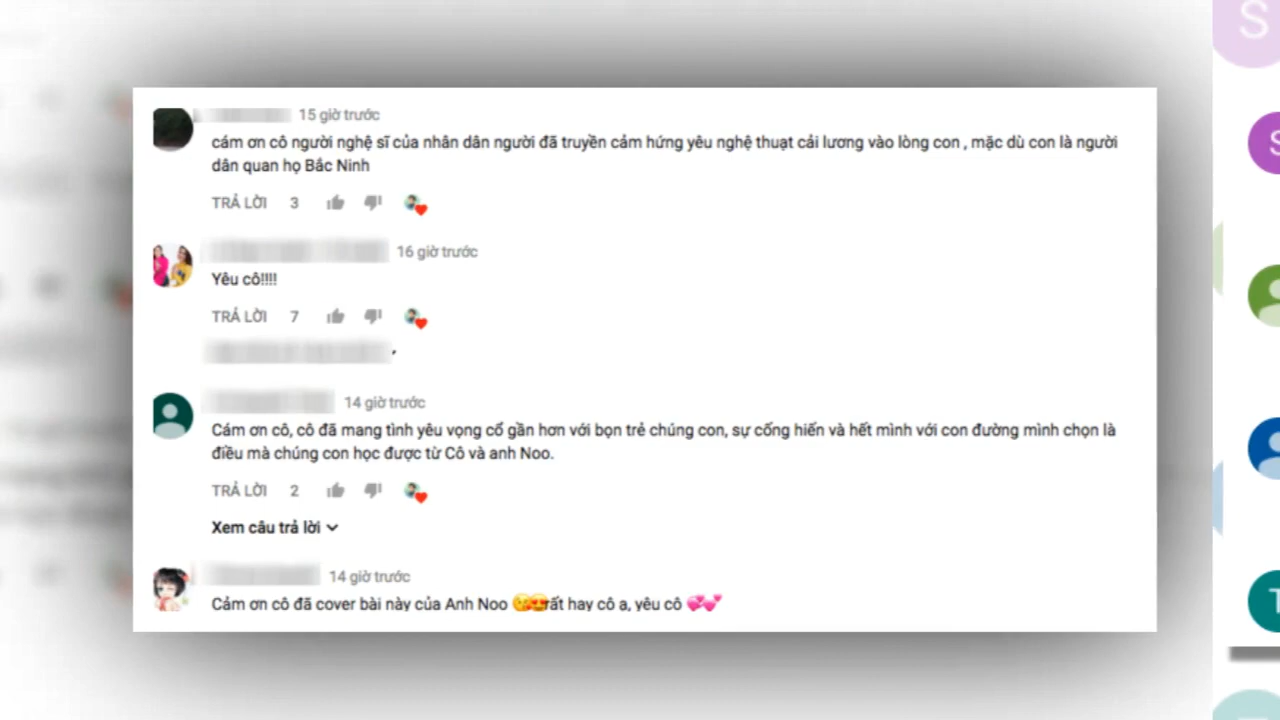 15 giờ trước
cám ơn cô người nghệ sĩ của nhân dân người đã truyền cảm hứng yêu nghệ thuật cải lương vào lòng con , mặc dù con là người
dân quan họ Bắc Ninh
TRẢ LỜI 3
16 giờ trước
Yêu cô!!!!
TRẢ LỜI 7
14 giờ trước
Cám ơn cô, cô đã mang tình yêu vọng cổ gần hơn với bọn trẻ chúng con, sự cống hiến và hết mình với con đường mình chọn là
điều mà chúng con học được từ Cô và anh Noo.
TRẢ LỜI 2
Xem câu trả lời
14 giờ trước
Cảm ơn cô đã cover bài này của Anh Noo 😘😍rất hay cô ạ, yêu cô 💞💕
S
S
T